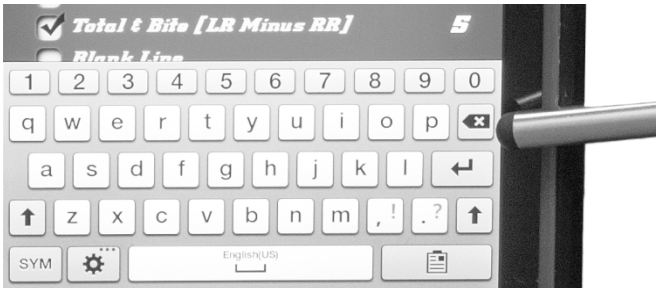 Total & Bite [LR Minus RR] 5
Blank Line
1 2 3 4 5 6 7 8 9 0
q w e r t y u i o p
a s d f g h j k l
z x c v b n m , ! . ?
SYM English(US)